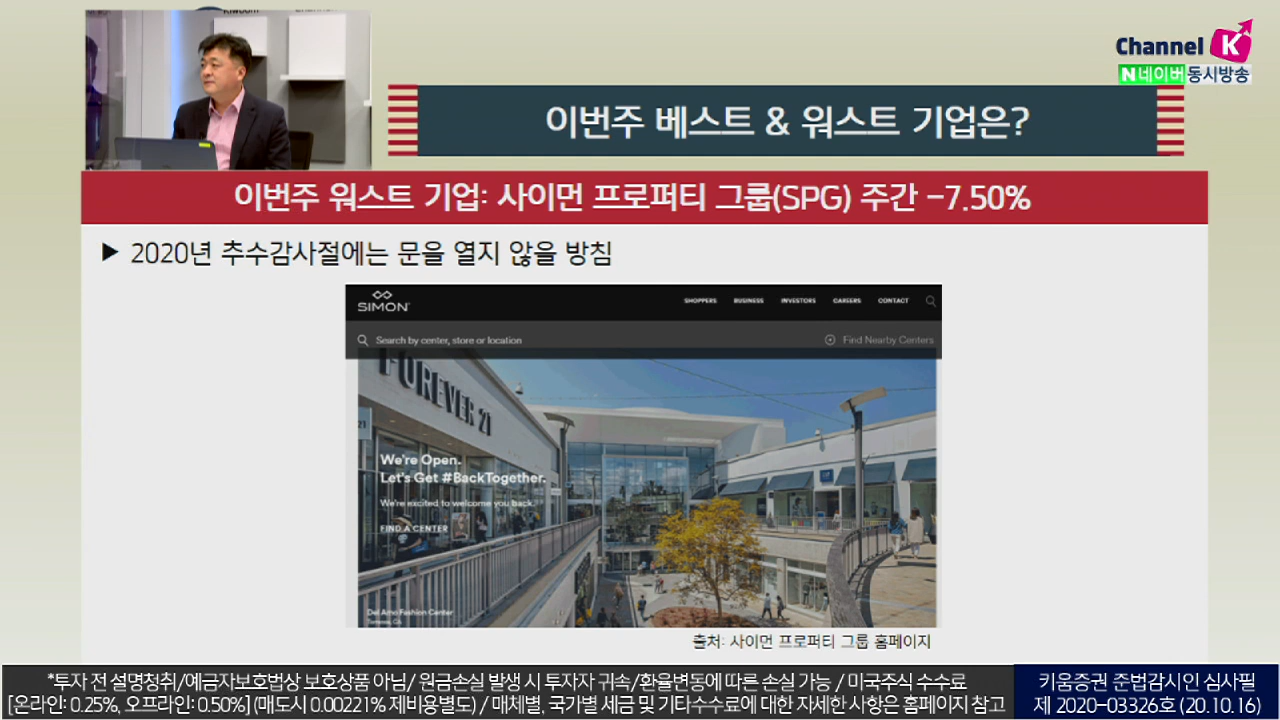 Kiwoom
Channel K
N 네이버 동시방송
이번주 베스트 & 워스트 기업은?
이번주 워스트 기업: 사이먼 프로퍼티 그룹(SPG) 주간 -7.50%
▶ 2020년 추수감사절에는 문을 열지 않을 방침
SIMON
SHOPPERS BUSINESS INVESTORS CAREERS CONTACT
Search by center, store or location
Find Nearby Centers
FOREVER 21
21
We're Open.
Let's Get #BackTogether.
We're excited to welcome you back.
FIND A CENTER
Del Amo Fashion Center
Torrance, CA
출처: 사이먼 프로퍼티 그룹 홈페이지
*투자 전 설명청취/예금자보호법상 보호상품 아님/ 원금손실 발생 시 투자자 귀속/환율변동에 따른 손실 가능 / 미국주식 수수료
[온라인: 0.25%, 오프라인: 0.50%] (매도시 0.00221% 제비용별도) / 매체별, 국가별 세금 및 기타수수료에 대한 자세한 사항은 홈페이지 참고
키움증권 준법감시인 심사필
제 2020-03326호 (20.10.16)